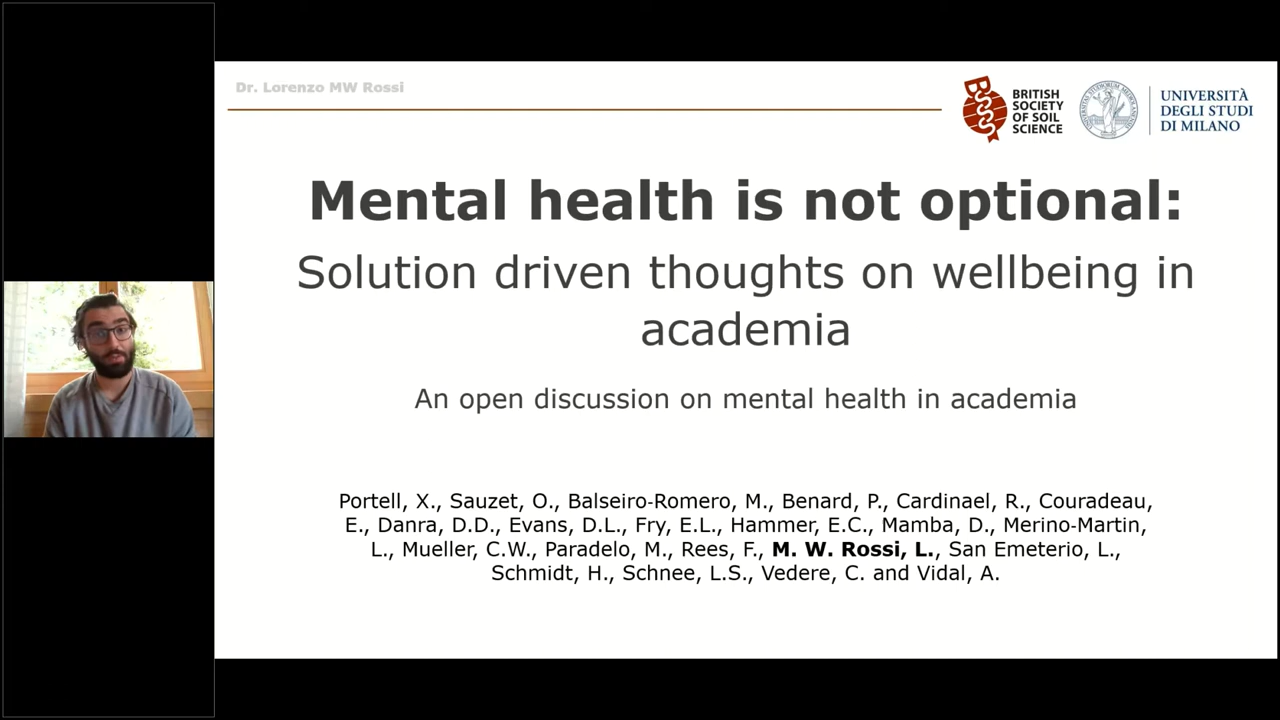 Dr. Lorenzo MW Rossi
BRITISH
SOCIETY
OF SOIL
SCIENCE
UNIVERSITÀ
DEGLI STUDI
DI MILANO
Mental health is not optional:
Solution driven thoughts on wellbeing in
academia
An open discussion on mental health in academia
Portell, X., Sauzet, O., Balseiro-Romero, M., Benard, P., Cardinael, R., Couradeau,
E., Danra, D.D., Evans, D.L., Fry, E.L., Hammer, E.C., Mamba, D., Merino-Martin,
L., Mueller, C.W., Paradelo, M., Rees, F., M. W. Rossi, L., San Emeterio, L.,
Schmidt, H., Schnee, L.S., Vedere, C. and Vidal, A.